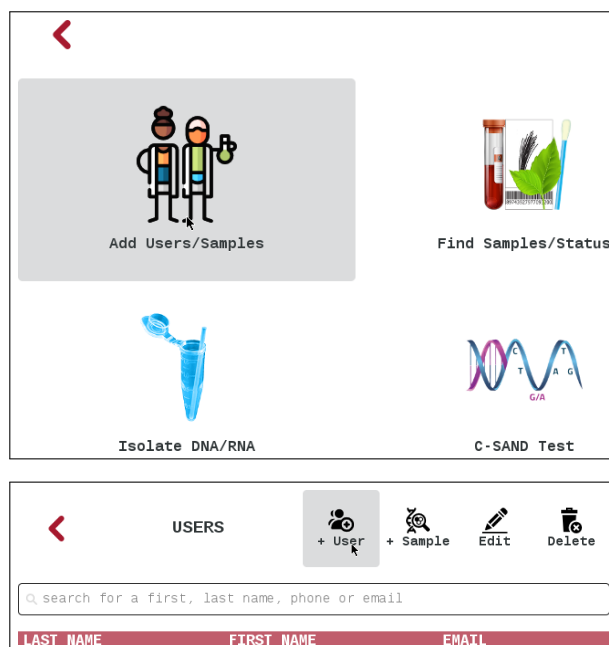 Add Users/Samples
Find Samples/Status
C
T
T
A
G
G/A
Isolate DNA/RNA
C-SAND Test
USERS
+ User
+ Sample
Edit
Delete
search for a first, last name, phone or email
LAST NAME
FIRST NAME
EMAIL